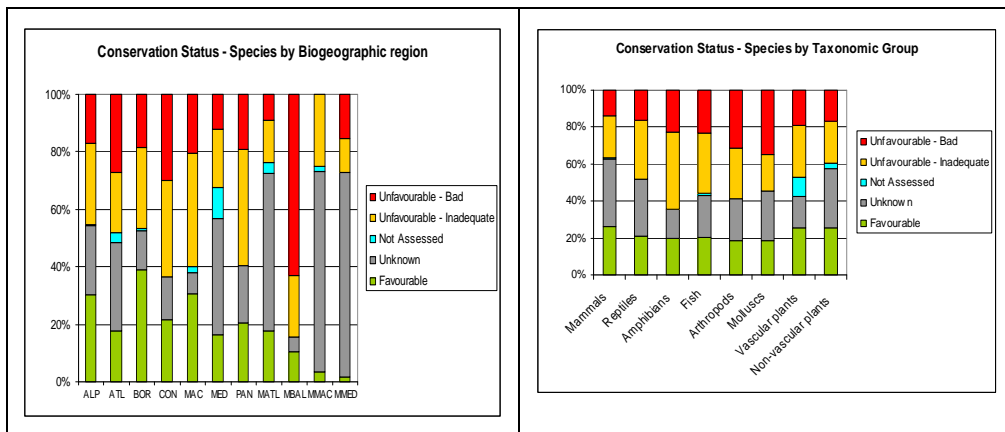 Conservation Status - Species by Biogeographic region
100%
80%
60%
40%
20%
0%
ALP ATL BOR CON MAC MED PAN MATL MBAL MMAC MMED
Unfavourable - Bad
Unfavourable - Inadequate
Not Assessed
Unknown
Favourable
Conservation Status - Species by Taxonomic Group
100%
80%
60%
40%
20%
0%
Mammals
Reptiles
Amphibians
Fish
Arthropods
Molluscs
Vascular plants
Non-vascular plants
Unfavourable - Bad
Unfavourable - Inadequate
Not Assessed
Unknown
Favourable